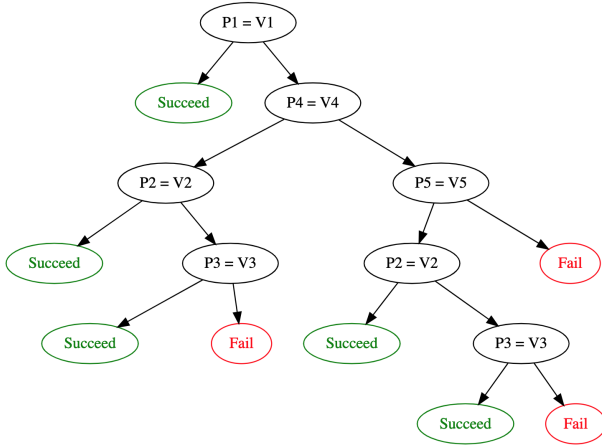 P1 = V1
Succeed
P4 = V4
P2 = V2
P5 = V5
Succeed
P3 = V3
P2 = V2
Fail
Succeed
Fail
Succeed
P3 = V3
Succeed
Fail